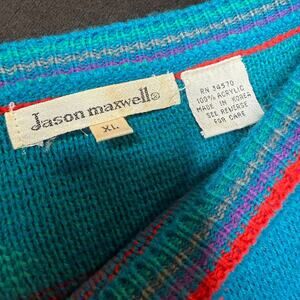 Jason maxwell®
XL
RN 34570
100% ACRYLIC
MADE IN KOREA
SEE REVERSE
FOR CARE